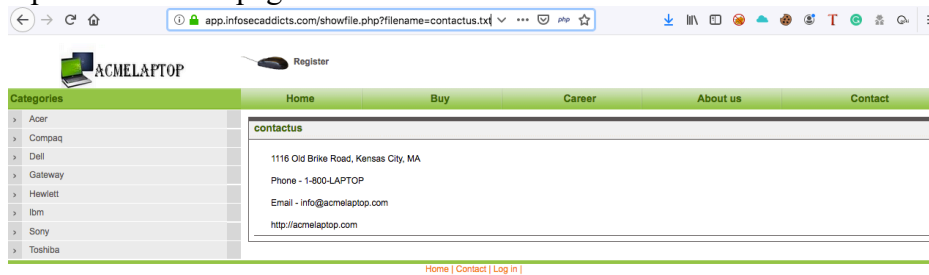 app.infosecaddicts.com/showfile.php?filename=contactus.txt
php
ACMELAPTOP
Register
Categories
Home Buy Career About us Contact
Acer
Compaq
Dell
Gateway
Hewlett
Ibm
Sony
Toshiba
contactus
1116 Old Brike Road, Kensas City, MA
Phone - 1-800-LAPTOP
Email - info@acmelaptop.com
http://acmelaptop.com
Home | Contact | Log in |